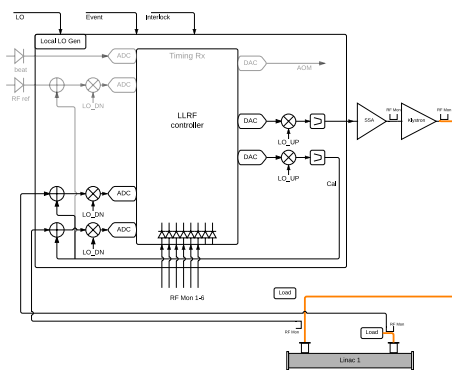 LO
Event
Interlock
Local LO Gen
Timing Rx
ADC
beat
DAC
AOM
ADC
RF ref
LO_DN
LLRF
controller
DAC
LO_UP
RF Mon
RF Mon
SSA
Klystron
DAC
LO_UP
Cal
ADC
LO_DN
ADC
LO_DN
RF Mon 1-6
Load
RF Mon
RF Mon
Load
Linac 1